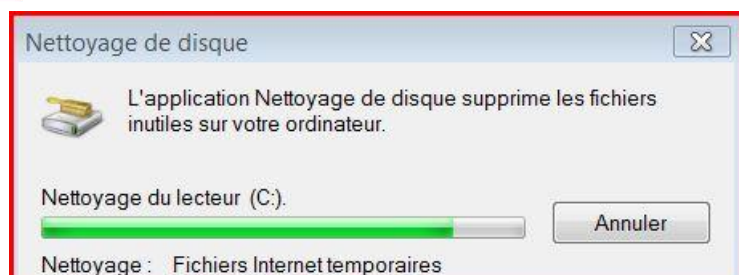 Nettoyage de disque
L'application Nettoyage de disque supprime les fichiers
inutiles sur votre ordinateur.
Nettoyage du lecteur (C:).
Annuler
Nettoyage : Fichiers Internet temporaires